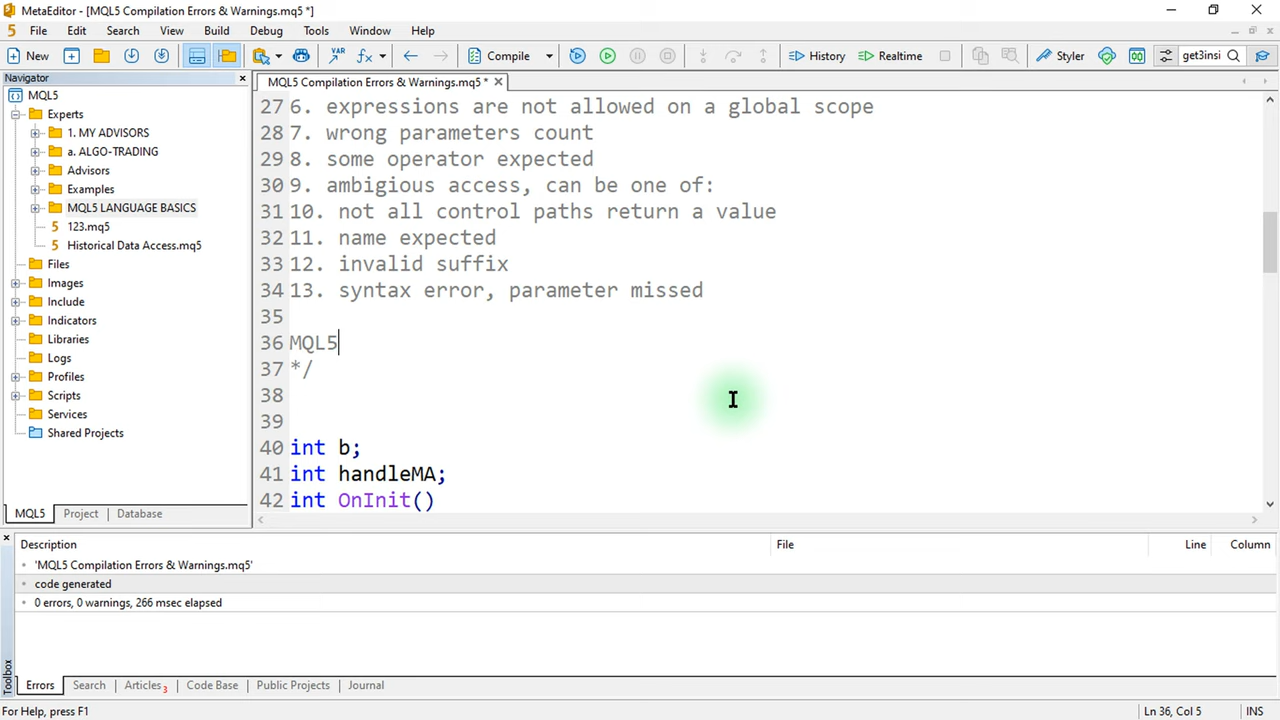 MetaEditor - [MQL5 Compilation Errors & Warnings.mq5 *]
5 File Edit Search View Build Debug Tools Window Help
New Compile History Realtime Styler get3insi
Navigator
MQL5 Compilation Errors & Warnings.mq5 *
MQL5
Experts
1. MY ADVISORS
a. ALGO-TRADING
Advisors
Examples
MQL5 LANGUAGE BASICS
5 123.mq5
5 Historical Data Access.mq5
Files
Images
Include
Indicators
Libraries
Logs
Profiles
Scripts
Services
Shared Projects
MQL5 Project Database
27 6. expressions are not allowed on a global scope
28 7. wrong parameters count
29 8. some operator expected
30 9. ambigious access, can be one of:
31 10. not all control paths return a value
32 11. name expected
33 12. invalid suffix
34 13. syntax error, parameter missed
35
36 MQL5
37 */
38
39
40 int b;
41 int handleMA;
42 int OnInit()
Description File Line Column
'MQL5 Compilation Errors & Warnings.mq5'
code generated
0 errors, 0 warnings, 266 msec elapsed
Toolbox
Errors Search Articles 3 Code Base Public Projects Journal
For Help, press F1 Ln 36, Col 5 INS